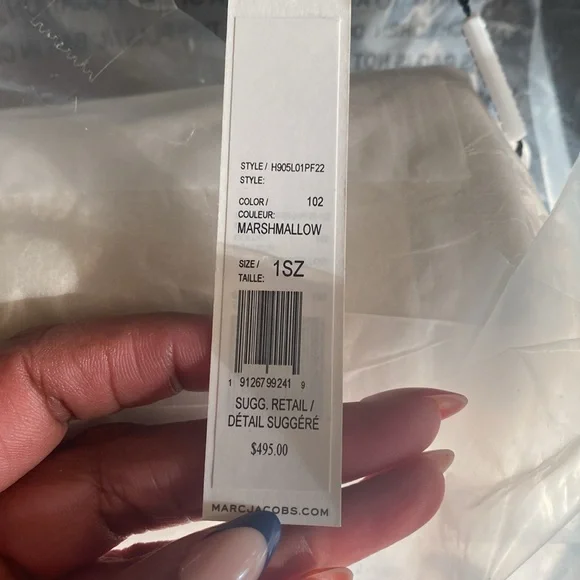 STYLE / H905L01PF22
STYLE:
COLOR / 102
COULEUR:
MARSHMALLOW
SIZE / 1SZ
TAILLE:
1 91267 99241 9
SUGG. RETAIL /
DÉTAIL SUGGÉRÉ
$495.00
MARCJACOBS.COM